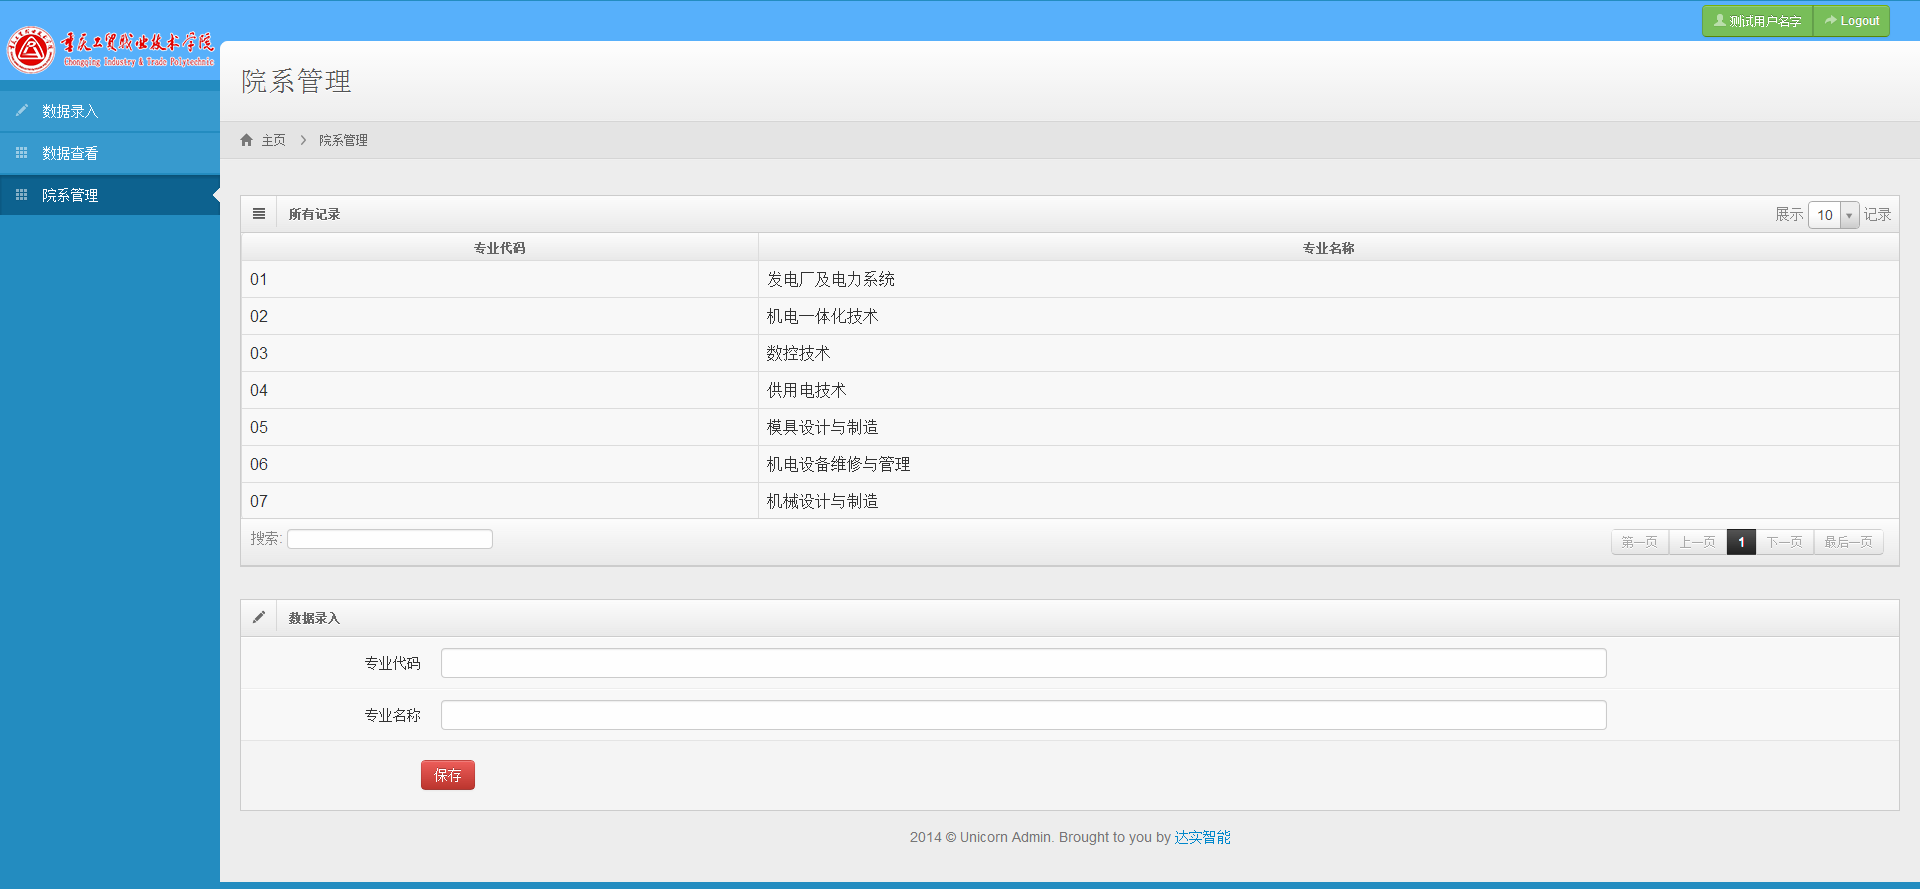 测试用户名字 Logout
重庆工贸职业技术学院
Chongqing Industry & Trade Polytechnic
数据录入
数据查看
院系管理
院系管理
主页 院系管理
所有记录 展示 10 记录
专业代码 专业名称
01 发电厂及电力系统
02 机电一体化技术
03 数控技术
04 供用电技术
05 模具设计与制造
06 机电设备维修与管理
07 机械设计与制造
搜索: 第一页 上一页 1 下一页 最后一页
数据录入
专业代码
专业名称
保存
2014 © Unicorn Admin. Brought to you by 达实智能